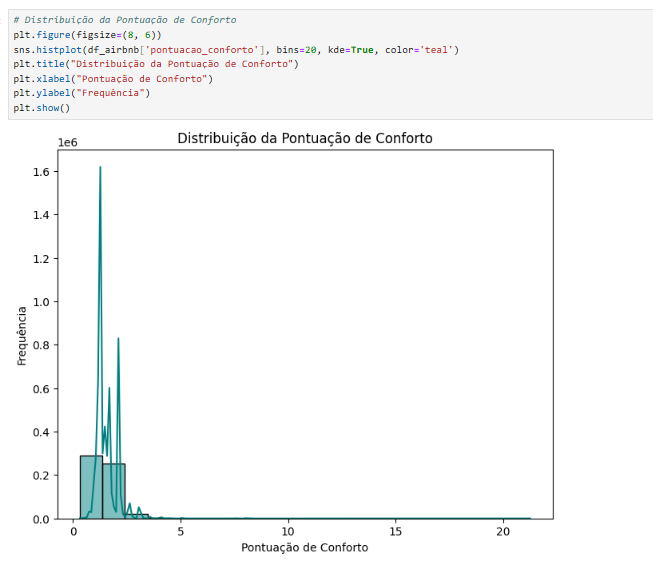 # Distribuição da Pontuação de Conforto
plt.figure(figsize=(8, 6))
sns.histplot(df_airbnb['pontuacao_conforto'], bins=20, kde=True, color='teal')
plt.title("Distribuição da Pontuação de Conforto")
plt.xlabel("Pontuação de Conforto")
plt.ylabel("Frequência")
plt.show()
Distribuição da Pontuação de Conforto
1e6
1.6
1.4
1.2
1.0
0.8
0.6
0.4
0.2
0.0
Frequência
0 5 10 15 20
Pontuação de Conforto